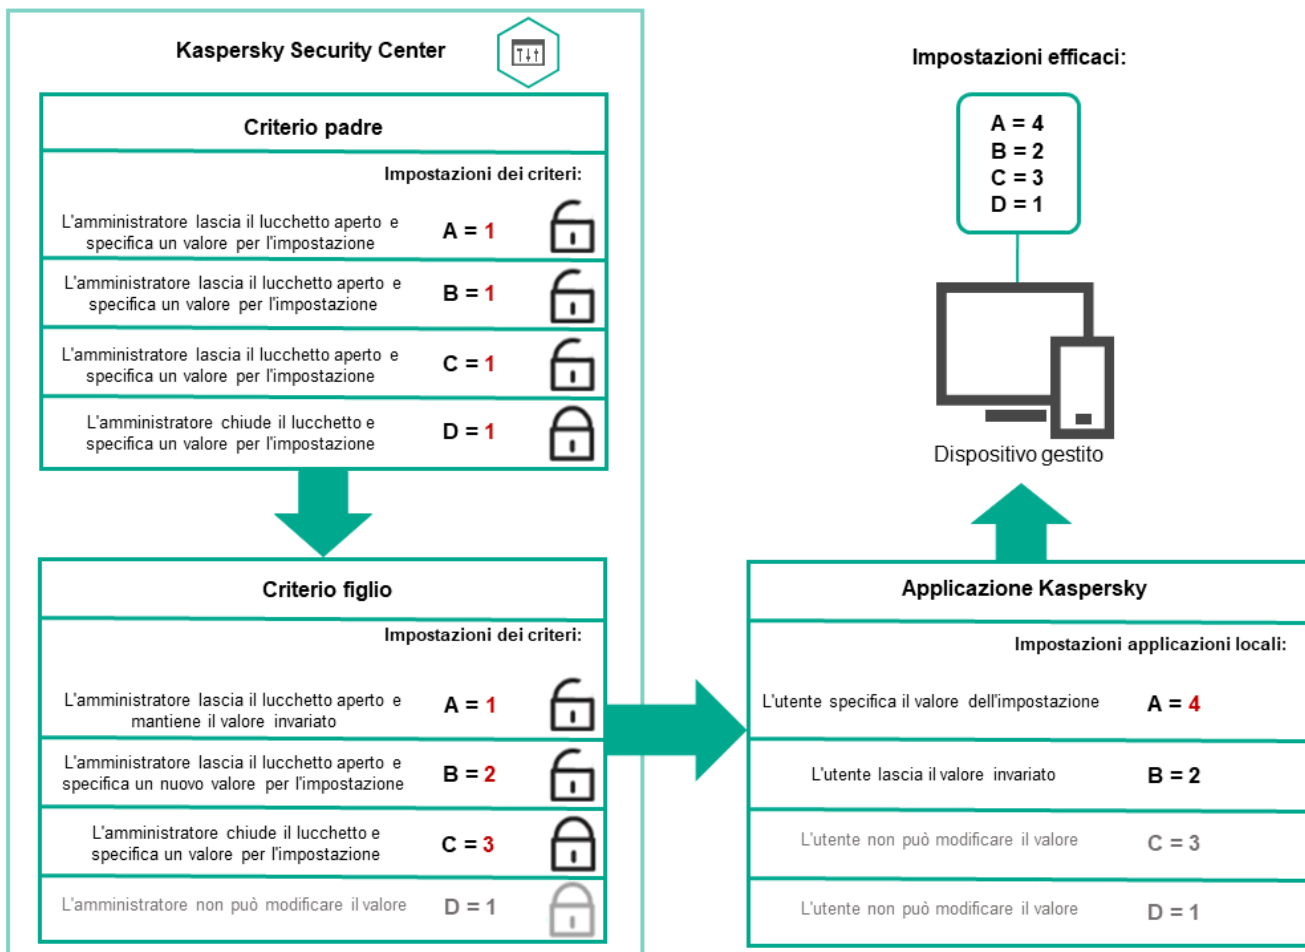 Kaspersky Security Center
Criterio padre
Impostazioni dei criteri:
L'amministratore lascia il lucchetto aperto e
specifica un valore per l'impostazione
A = 1
L'amministratore lascia il lucchetto aperto e
specifica un valore per l'impostazione
B = 1
L'amministratore lascia il lucchetto aperto e
specifica un valore per l'impostazione
C = 1
L'amministratore chiude il lucchetto e
specifica un valore per l'impostazione
D = 1
Criterio figlio
Impostazioni dei criteri:
L'amministratore lascia il lucchetto aperto e
mantiene il valore invariato
A = 1
L'amministratore lascia il lucchetto aperto e
specifica un nuovo valore per l'impostazione
B = 2
L'amministratore chiude il lucchetto e
specifica un valore per l'impostazione
C = 3
L'amministratore non può modificare il valore
D = 1
Impostazioni efficaci:
A = 4
B = 2
C = 3
D = 1
Dispositivo gestito
Applicazione Kaspersky
Impostazioni applicazioni locali:
L'utente specifica il valore dell'impostazione
A = 4
L'utente lascia il valore invariato
B = 2
L'utente non può modificare il valore
C = 3
L'utente non può modificare il valore
D = 1